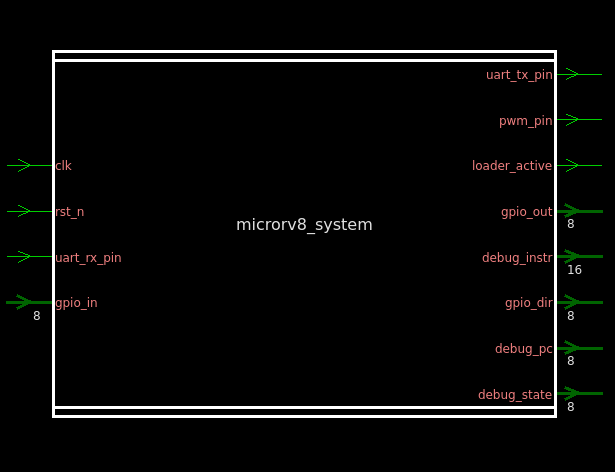 uart_tx_pin
pwm_pin
clk
loader_active
rst_n
gpio_out
8
microrv8_system
uart_rx_pin
debug_instr
16
gpio_in
gpio_dir
8
8
debug_pc
8
debug_state
8